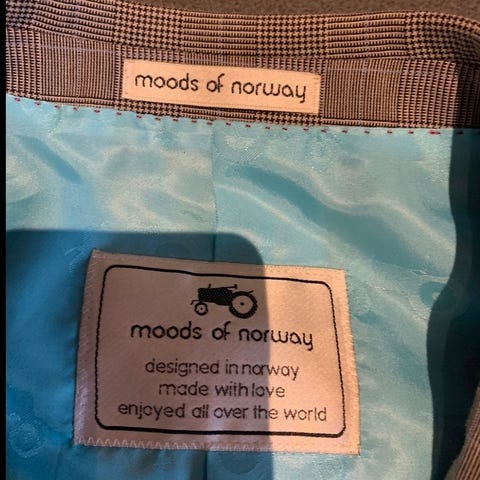 moods of norway
moods of norway
designed in norway
made with love
enjoyed all over the world